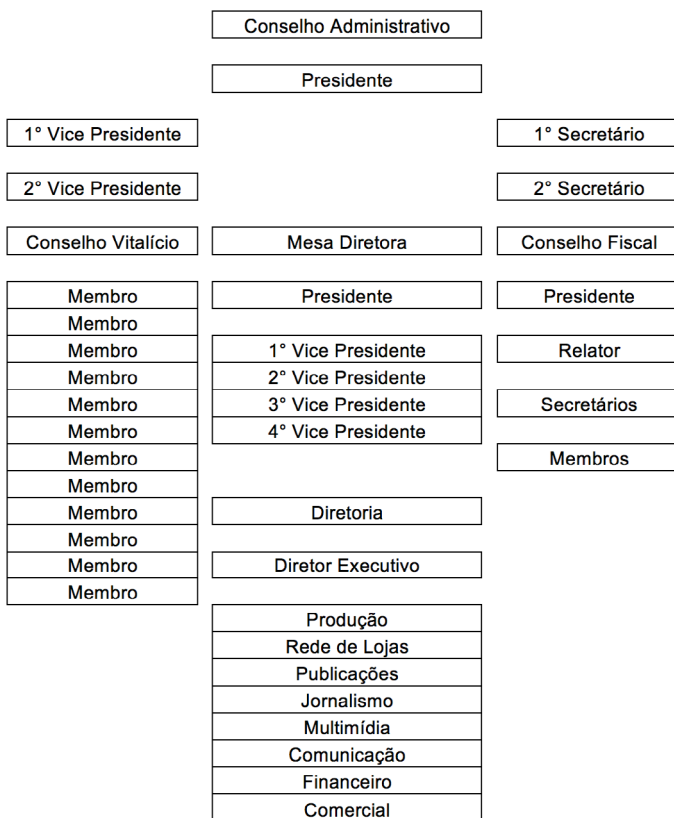 Conselho Administrativo
Presidente
1° Vice Presidente
1° Secretário
2° Vice Presidente
2° Secretário
Conselho Vitalício
Mesa Diretora
Conselho Fiscal
Membro
Presidente
Presidente
Membro
Membro
1° Vice Presidente
Relator
Membro
2° Vice Presidente
Membro
3° Vice Presidente
Secretários
Membro
4° Vice Presidente
Membro
Membros
Membro
Membro
Diretoria
Membro
Membro
Diretor Executivo
Membro
Produção
Rede de Lojas
Publicações
Jornalismo
Multimídia
Comunicação
Financeiro
Comercial